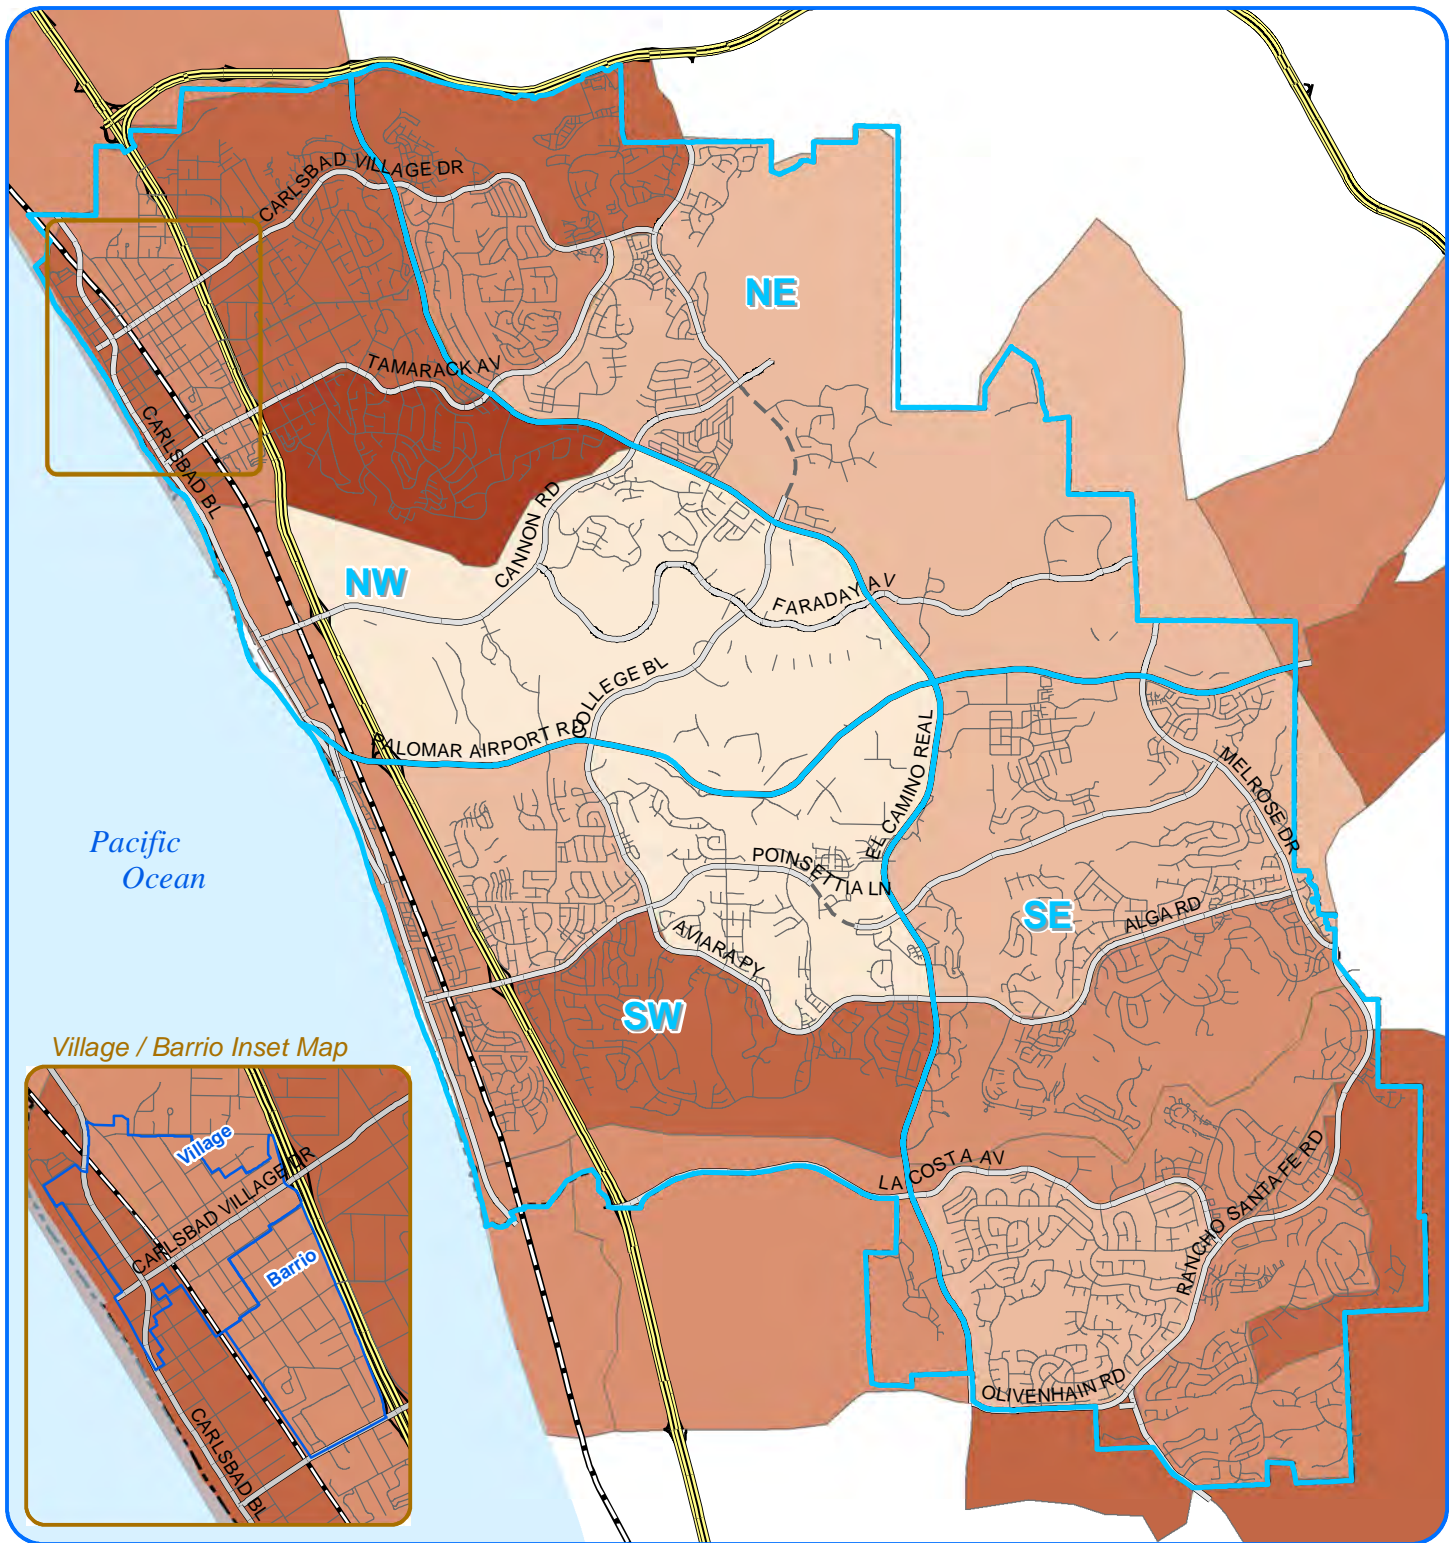 CARLSBAD VILLAGE DR
NE
TAMARACK AV
CARLSBAD BL
CANNON RD
NW
FARADAY AV
COLLEGE BL
PALOMAR AIRPORT RD
EL CAMINO REAL
MELROSE DR
Pacific
Ocean
POINSETTIA LN
SE
ALGA RD
AVIARA PY
SW
Village / Barrio Inset Map
Village
CARLSBAD VILLAGE DR
Barrio
CARLSBAD BL
LA COSTA AV
RANCHO SANTA FE RD
OLIVENHAIN RD